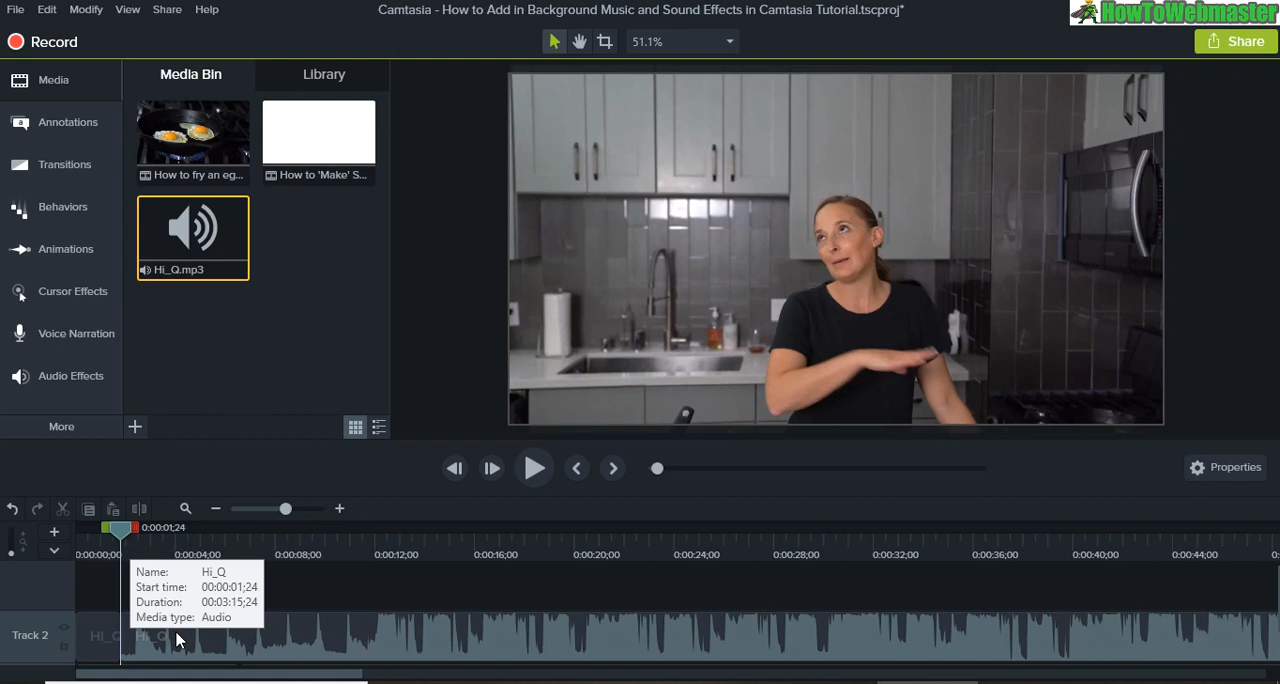 File Edit Modify View Share Help
Camtasia - How to Add in Background Music and Sound Effects in Camtasia Tutorial.tscproj*
HowToWebmaster
Record
51.1%
Share
Media
Annotations
Transitions
Behaviors
Animations
Cursor Effects
Voice Narration
Audio Effects
More
Media Bin
Library
How to fry an eg...
How to 'Make' S...
Hi_Q.mp3
Properties
0:00:01;24
0:00:00;00 0:00:04;00 0:00:08;00 0:00:12;00 0:00:16;00 0:00:20;00 0:00:24;00 0:00:28;00 0:00:32;00 0:00:36;00 0:00:40;00 0:00:44;00
Name: Hi_Q
Start time: 00:00:01;24
Duration: 00:03:15;24
Media type: Audio
Track 2
Hi_Q
Hi_Q